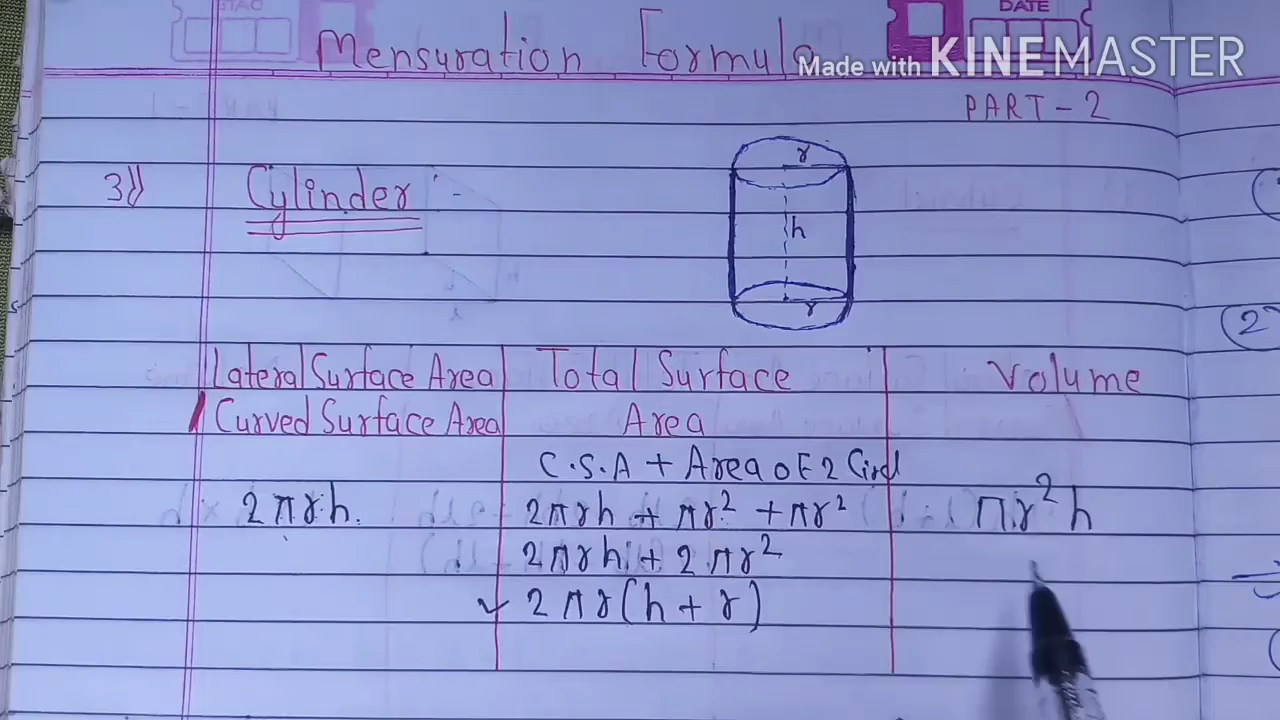 DATE
Mensuration Formula
Made with KINEMASTER
PART-2
3) Cylinder :-
r
h
r
Lateral Surface Area | Total Surface | Volume
Curved Surface Area | Area
C.S.A + Area of 2 Circl
2πrh | 2πrh + πr² + πr² | πr²h
2πrh + 2πr²
✓ 2πr(h + r)
2